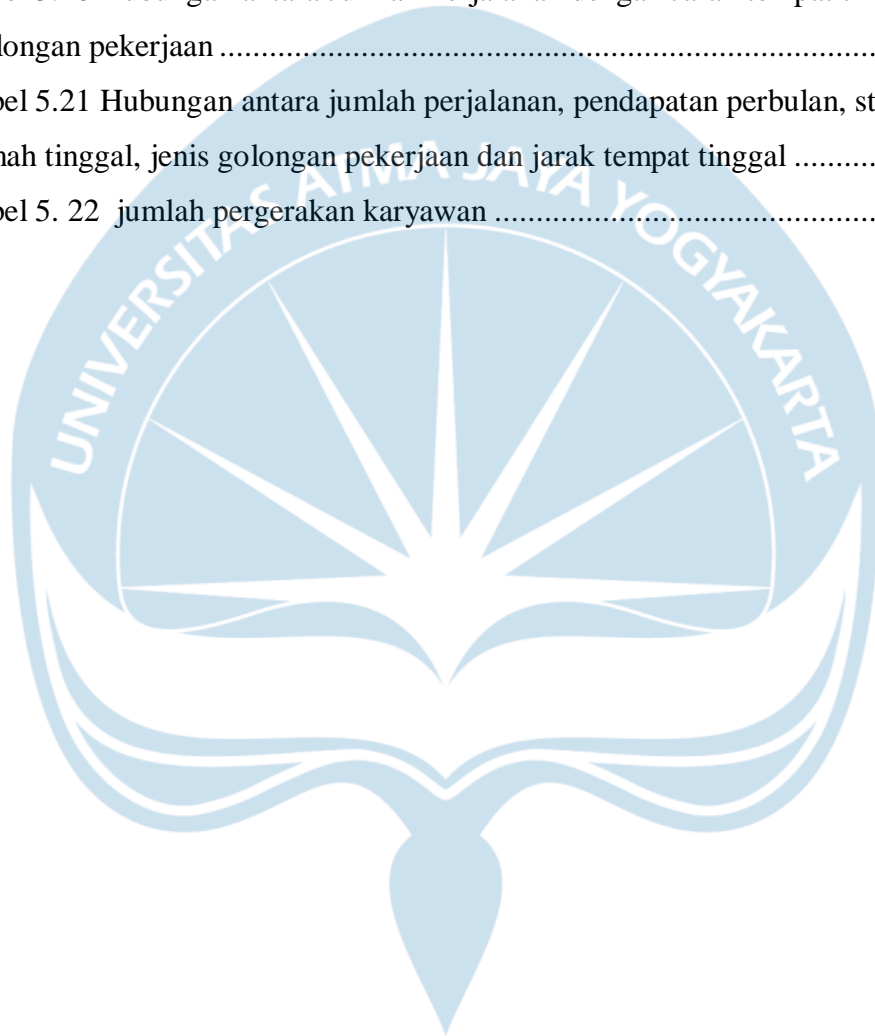 longan pekerjaan ................................................................................
bel 5.21 Hubungan antara jumlah perjalanan, pendapatan perbulan, st
nah tinggal, jenis golongan pekerjaan dan jarak tempat tinggal ..........
bel 5. 22 jumlah pergerakan karyawan ...............................................
UNIVERSITAS ATMA JAYA YOGYAKARTA